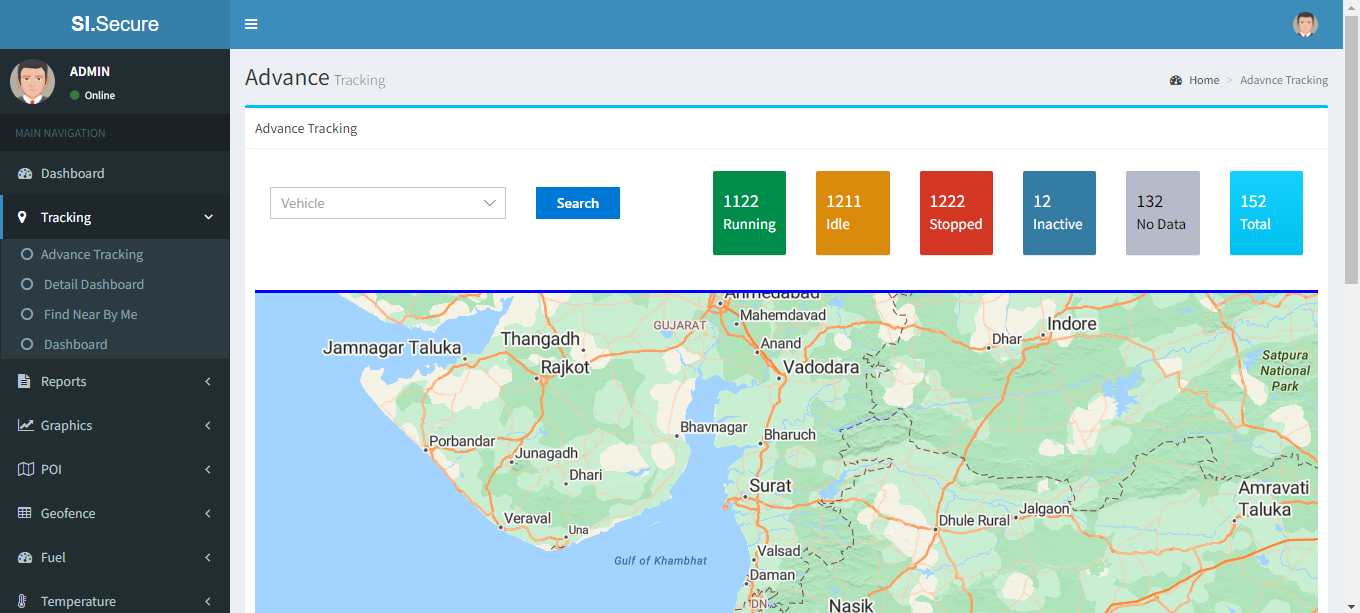 SI.Secure
ADMIN
Online
MAIN NAVIGATION
Dashboard
Tracking
Advance Tracking
Detail Dashboard
Find Near By Me
Dashboard
Reports
Graphics
POI
Geofence
Fuel
Temperature
Advance Tracking
Home > Adavnce Tracking
Advance Tracking
Vehicle
Search
1122
Running
1211
Idle
1222
Stopped
12
Inactive
132
No Data
152
Total
Ahmedabad
Mahemdavad
GUJARAT
Indore
Jamnagar Taluka
Thangadh
Anand
Dhar
Rajkot
Vadodara
Satpura
National
Park
Bhavnagar
Bharuch
Porbandar
Junagadh
Dhari
Surat
Amravati
Taluka
Veraval
Una
Dhule Rural
Jalgaon
Gulf of Khambhat
Valsad
Daman
DN
Nasik